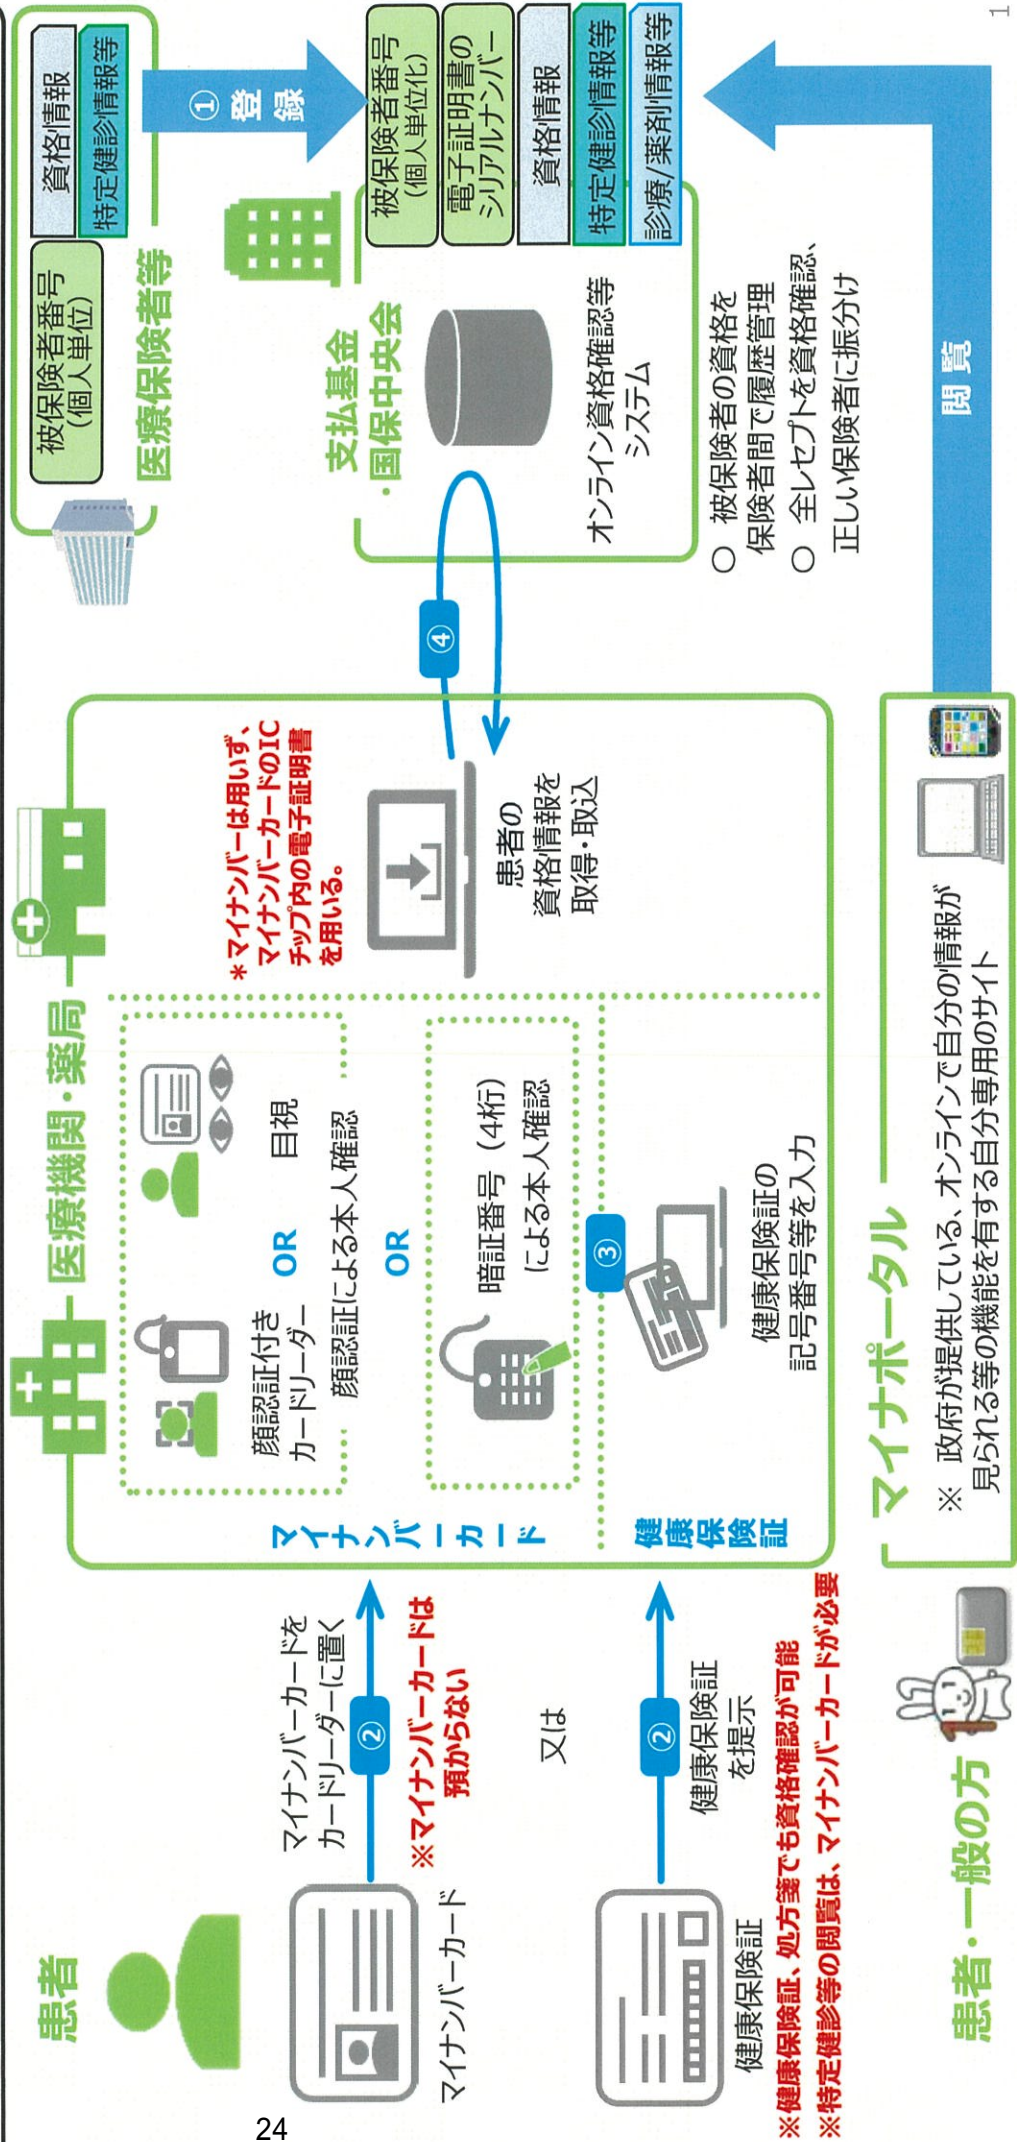 患者
マイナンバーカード
マイナンバーカードを
カードリーダーに置く
②
※マイナンバーカードは
預からない
又は
健康保険証
②
健康保険証
を提示
※健康保険証、処方箋でも資格確認が可能
※特定健診等の閲覧は、マイナンバーカードが必要
医療機関・薬局
マイナンバーカード
顔認証付き
カードリーダー
OR
目視
顔認証による本人確認
OR
暗証番号（4桁）
による本人確認
健康保険証
③
健康保険証の
記号番号等を入力
*マイナンバーは用いず、
マイナンバーカードのIC
チップ内の電子証明書
を用いる。
患者の
資格情報を
取得・取込
④
医療保険者等
被保険者番号
（個人単位）
資格情報
特定健診情報等
①
登録
支払基金
・国保中央会
オンライン資格確認等
システム
被保険者番号
（個人単位化）
電子証明書の
シリアルナンバー
資格情報
特定健診情報等
診療/薬剤情報等
○ 被保険者の資格を
保険者間で履歴管理
○ 全レセプトを資格確認、
正しい保険者に振分け
患者・一般の方
マイナポータル
※ 政府が提供している、オンラインで自分の情報が
見られる等の機能を有する自分専用のサイト
閲覧
1
24